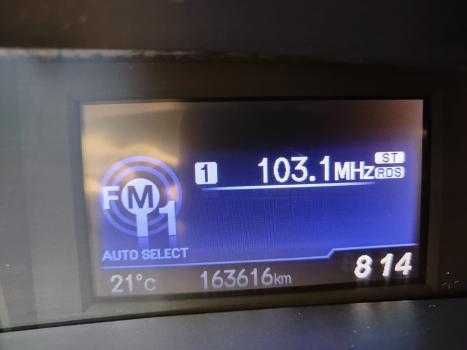 1 103.1MHz ST
RDS
FM1
AUTO SELECT
21°C 163616km 8 14